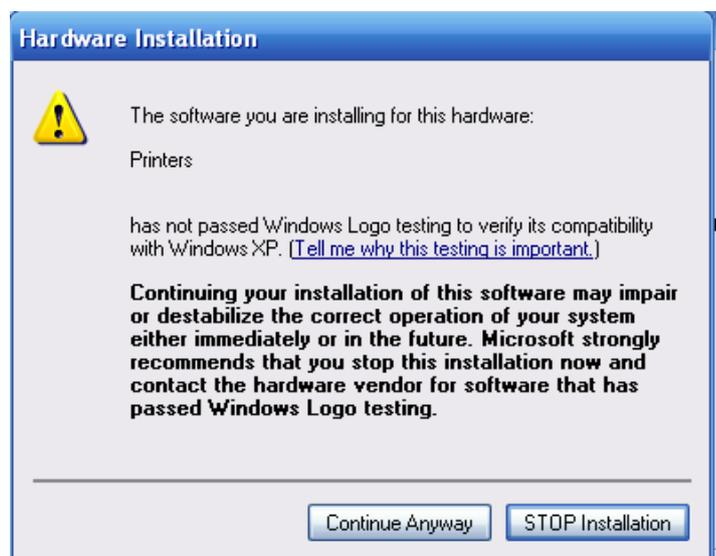 Hardware Installation
The software you are installing for this hardware:
Printers
has not passed Windows Logo testing to verify its compatibility
with Windows XP. (Tell me why this testing is important.)
Continuing your installation of this software may impair
or destabilize the correct operation of your system
either immediately or in the future. Microsoft strongly
recommends that you stop this installation now and
contact the hardware vendor for software that has
passed Windows Logo testing.
Continue Anyway
STOP Installation